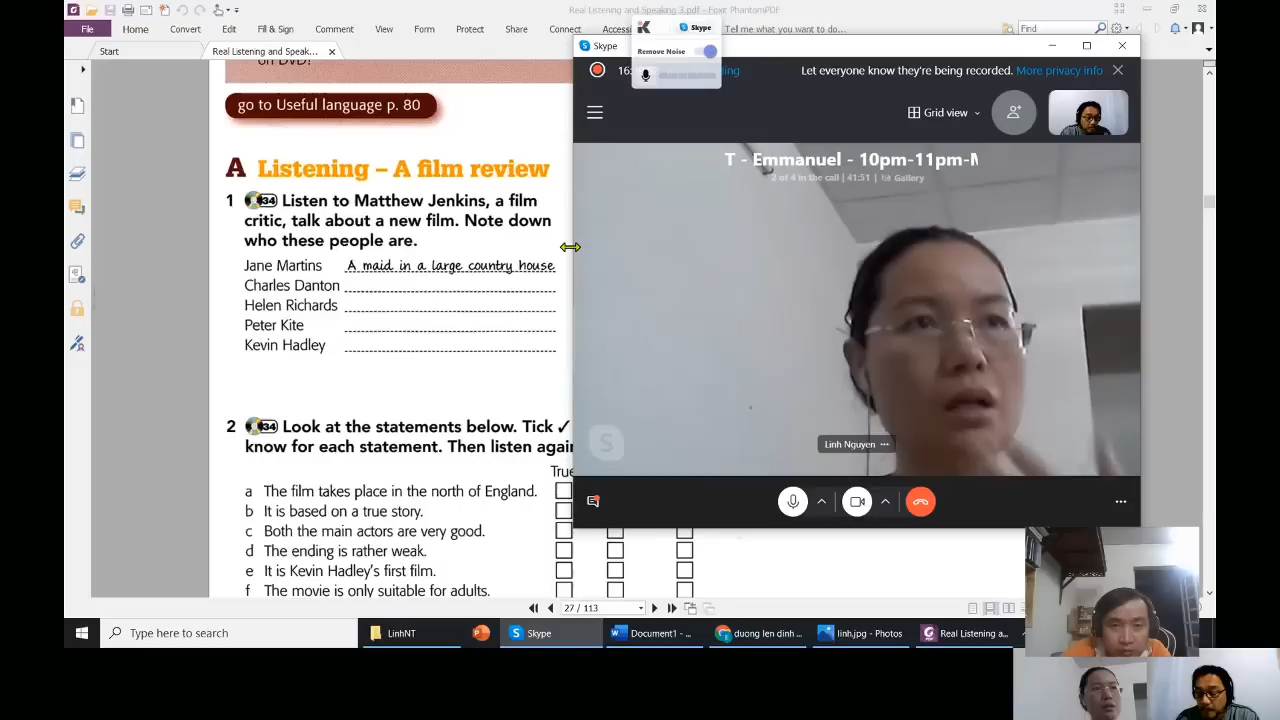 Real Listening and Speaking 3.pdf - Foxit PhantomPDF
File Home Convert Edit Fill & Sign Organize Comment View Form Protect Share Connect Tell me what you want to do...
Find
Start
Real Listening and Speak...
on DVD?
go to Useful language p. 80
A Listening – A film review
1 34 Listen to Matthew Jenkins, a film
critic, talk about a new film. Note down
who these people are.
Jane Martins A maid in a large country house
Charles Danton
Helen Richards
Peter Kite
Kevin Hadley
2 34 Look at the statements below. Tick ✓
know for each statement. Then listen again
True
a The film takes place in the north of England.
b It is based on a true story.
c Both the main actors are very good.
d The ending is rather weak.
e It is Kevin Hadley's first film.
f The movie is only suitable for adults.
27 / 113
Skype
Remove Noise
Skype
Let everyone know they're being recorded. More privacy info
Grid view
T - Emmanuel - 10pm-11pm-
2 of 4 in the call | 41:51 | Gallery
Linh Nguyen
Type here to search
LinhNT
Skype
Document1 - ...
duong len dinh ...
linh.jpg - Photos
Real Listening a...